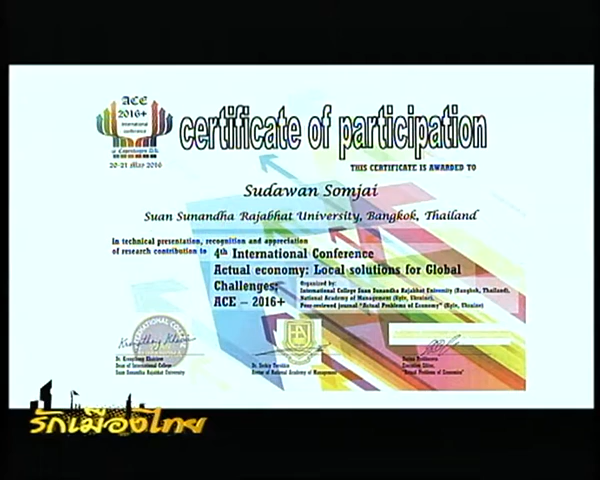 ACE
2016+
international
conference
20-21 May 2016
certificate of participation
THIS CERTIFICATE IS AWARDED TO
Sudawan Somjai
Suan Sunandha Rajabhat University, Bangkok, Thailand
In technical presentation, recognition and appreciation
of research contribution to 4th International Conference
Actual economy: Local solutions for Global
Challenges:
ACE – 2016+
Organized by:
International College Suan Sunandha Rajabhat University (Bangkok, Thailand),
National Academy of Management (Kyiv, Ukraine),
Peer-reviewed journal "Actual Problems of Economy" (Kyiv, Ukraine)
Dean of International College
Suan Sunandha Rajabhat University
Rector of National Academy of Management
Executive Editor,
"Actual Problems of Economics"
รักเมืองไทย